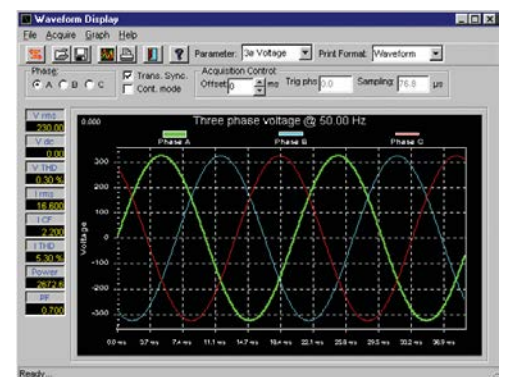 Waveform Display
File Acquire Graph Help
Parameter: 3ø Voltage Print Format: Waveform
Phase: Trans. Sync. Acquisition Control:
A B C Cont. mode Offset 0 ms Trig phs 0.0 Sampling: 76.8 µs
V rms
230.00
V dc
0.00
V THD
0.30 %
I rms
16.600
I CF
2.200
I THD
5.30 %
Power
2672.8
PF
0.700
0.000 Three phase voltage @ 50.00 Hz
Phase A Phase B Phase C
Voltage
300
200
100
0
-100
-200
-300
0.0 ms 3.7 ms 7.4 ms 11.1 ms 14.7 ms 18.4 ms 22.1 ms 25.8 ms 29.5 ms 33.2 ms 36.9 ms
Ready...